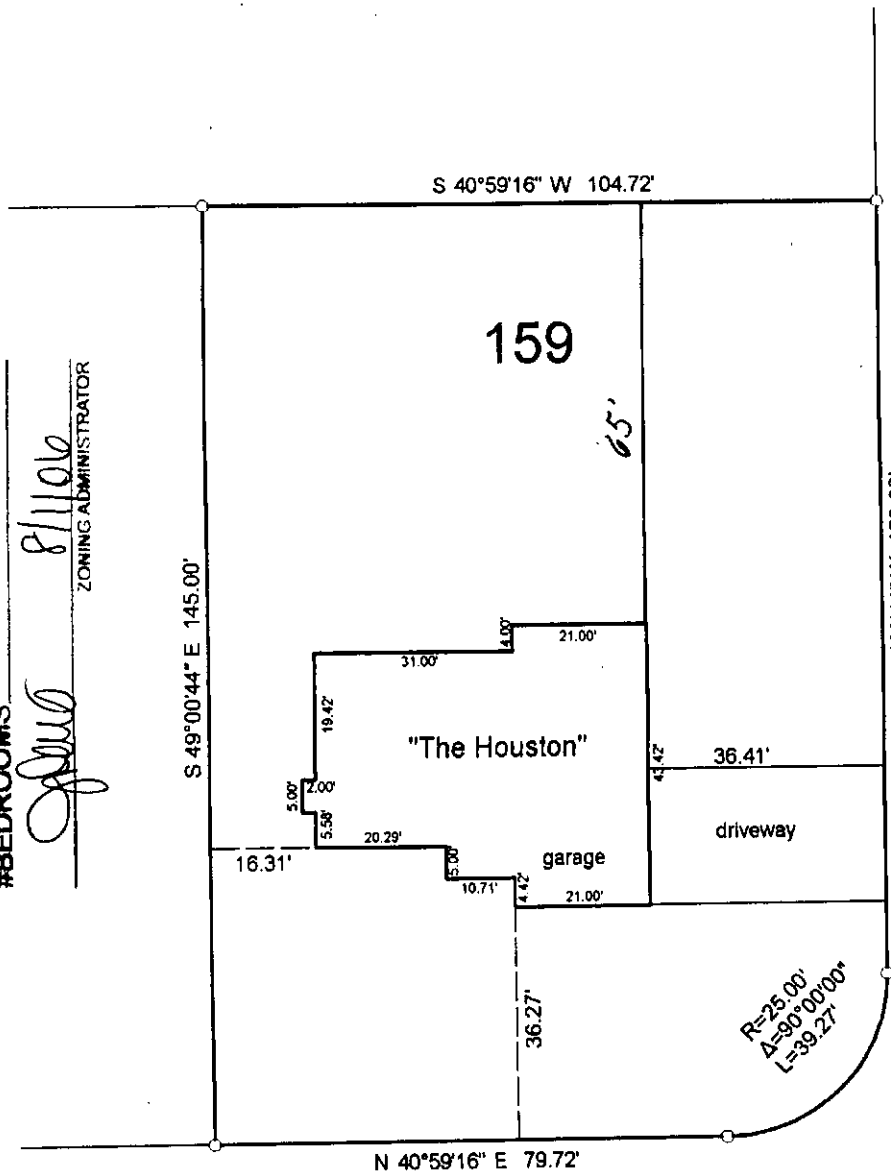 S 40°59'16" W 104.72'
159
65'
#BEDROOMS
8/1/06
ZONING ADMINISTRATOR
S 49°00'44" E 145.00'
4.00'
21.00'
31.00'
19.42'
"The Houston"
43.42'
36.41'
2.00'
5.00'
5.58'
driveway
20.29'
16.31'
5.00'
garage
10.71'
4.42'
21.00'
36.27'
R=25.00'
Δ=90°00'00"
L=39.27'
N 40°59'16" E 79.72'